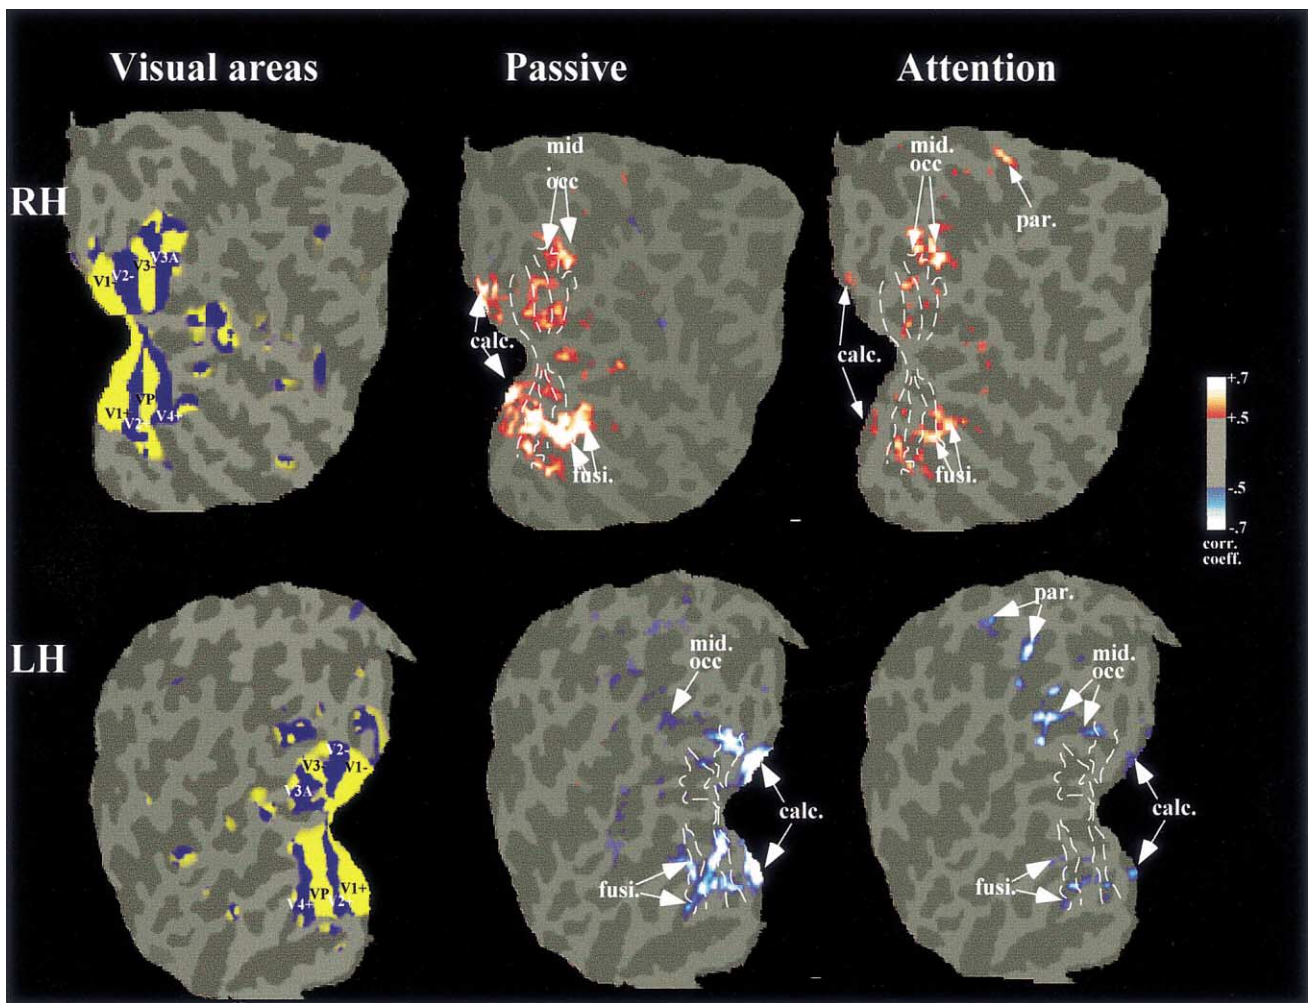 Visual areas
Passive
Attention
RH
V1-
V2-
V3-
V3A
V1+
V2+
VP
V4+
mid
.
occ
calc.
fusi.
mid.
occ
par.
calc.
fusi.
+.7
+.5
-.5
-.7
corr.
coeff.
LH
V2-
V3-
V1-
V3A
VP
V1+
V4+
V2+
mid.
occ
calc.
fusi.
par.
mid.
occ
calc.
fusi.